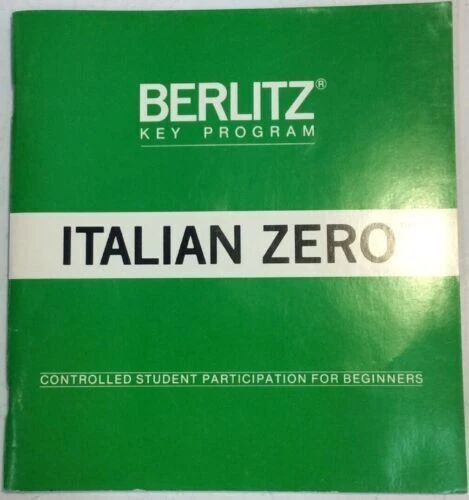 BERLITZ®
KEY PROGRAM
ITALIAN ZERO
CONTROLLED STUDENT PARTICIPATION FOR BEGINNERS